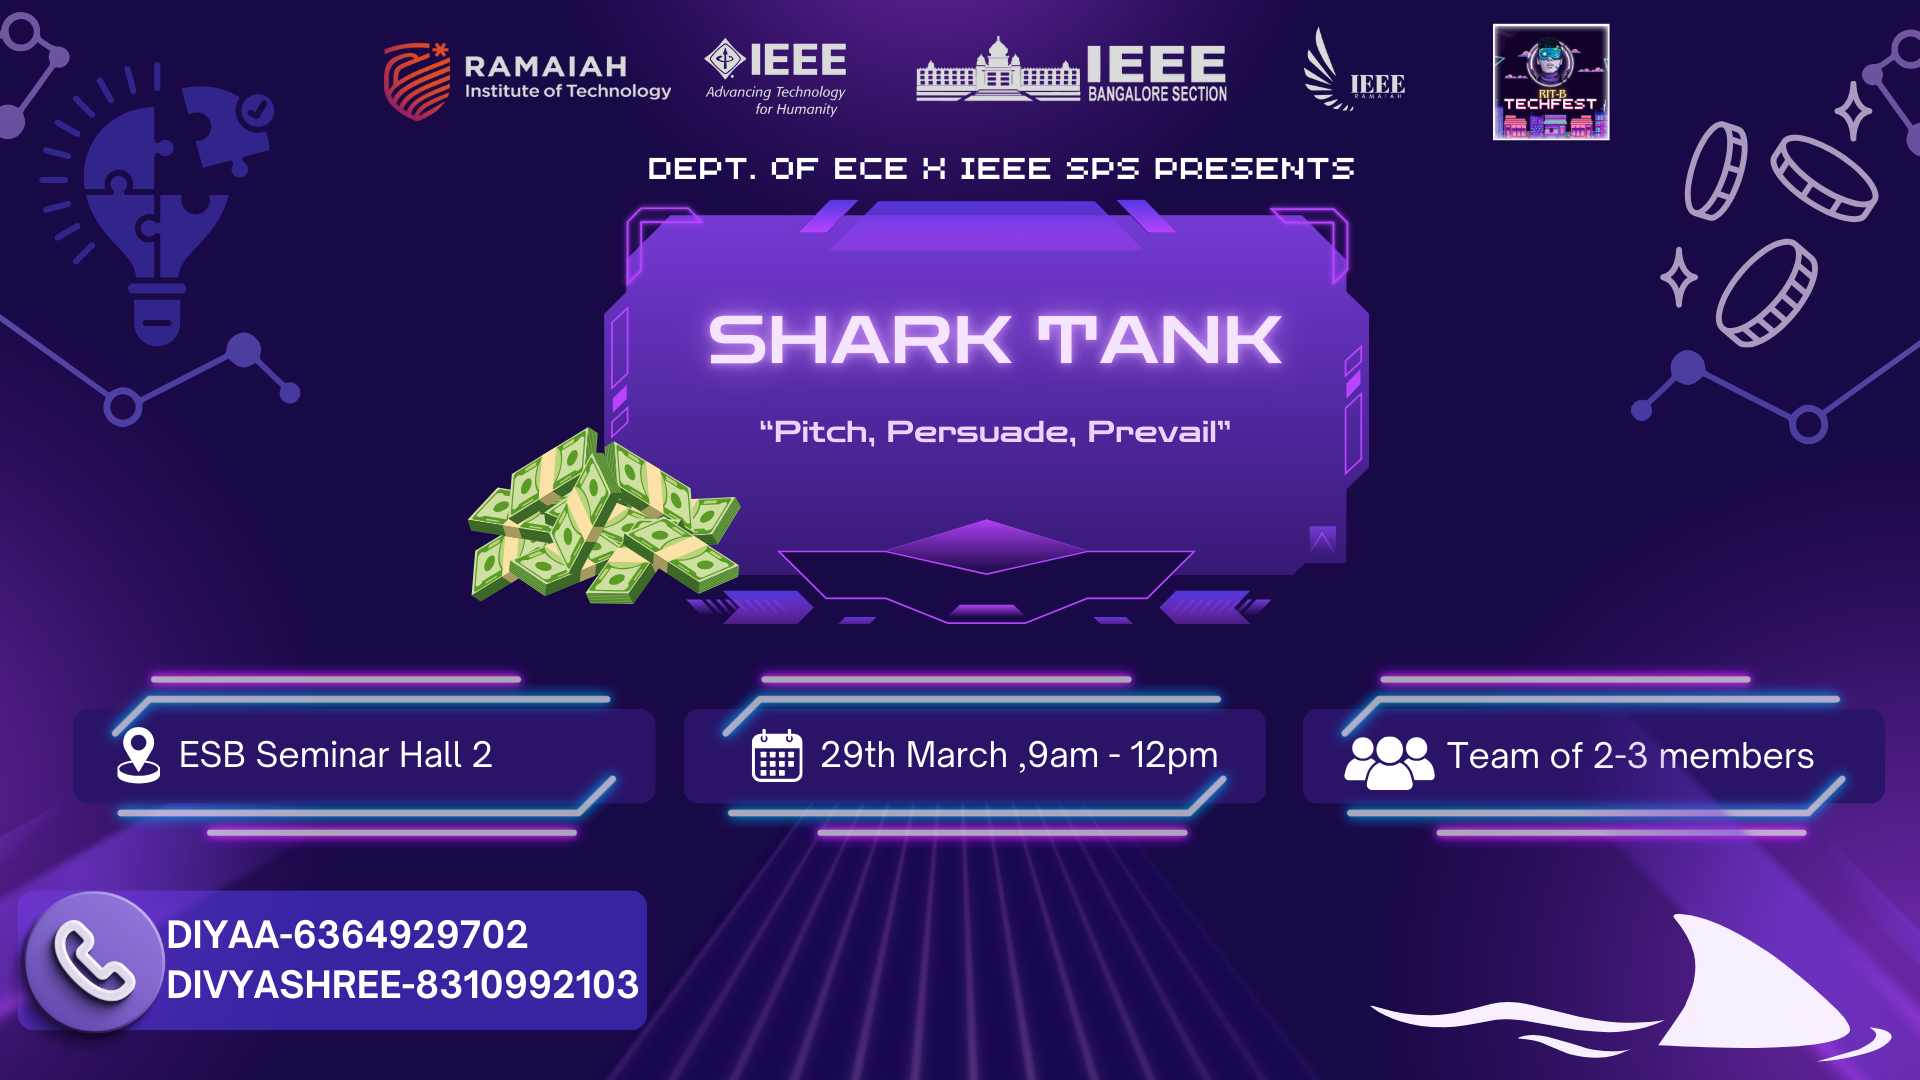 RAMAIAH
Institute of Technology
IEEE
Advancing Technology
for Humanity
IEEE
BANGALORE SECTION
IEEE
RAMAIAH
RIT-B
TECHFEST
DEPT. OF ECE X IEEE SPS PRESENTS
SHARK TANK
“Pitch, Persuade, Prevail”
ESB Seminar Hall 2
29th March ,9am - 12pm
Team of 2-3 members
DIYAA-6364929702
DIVYASHREE-8310992103